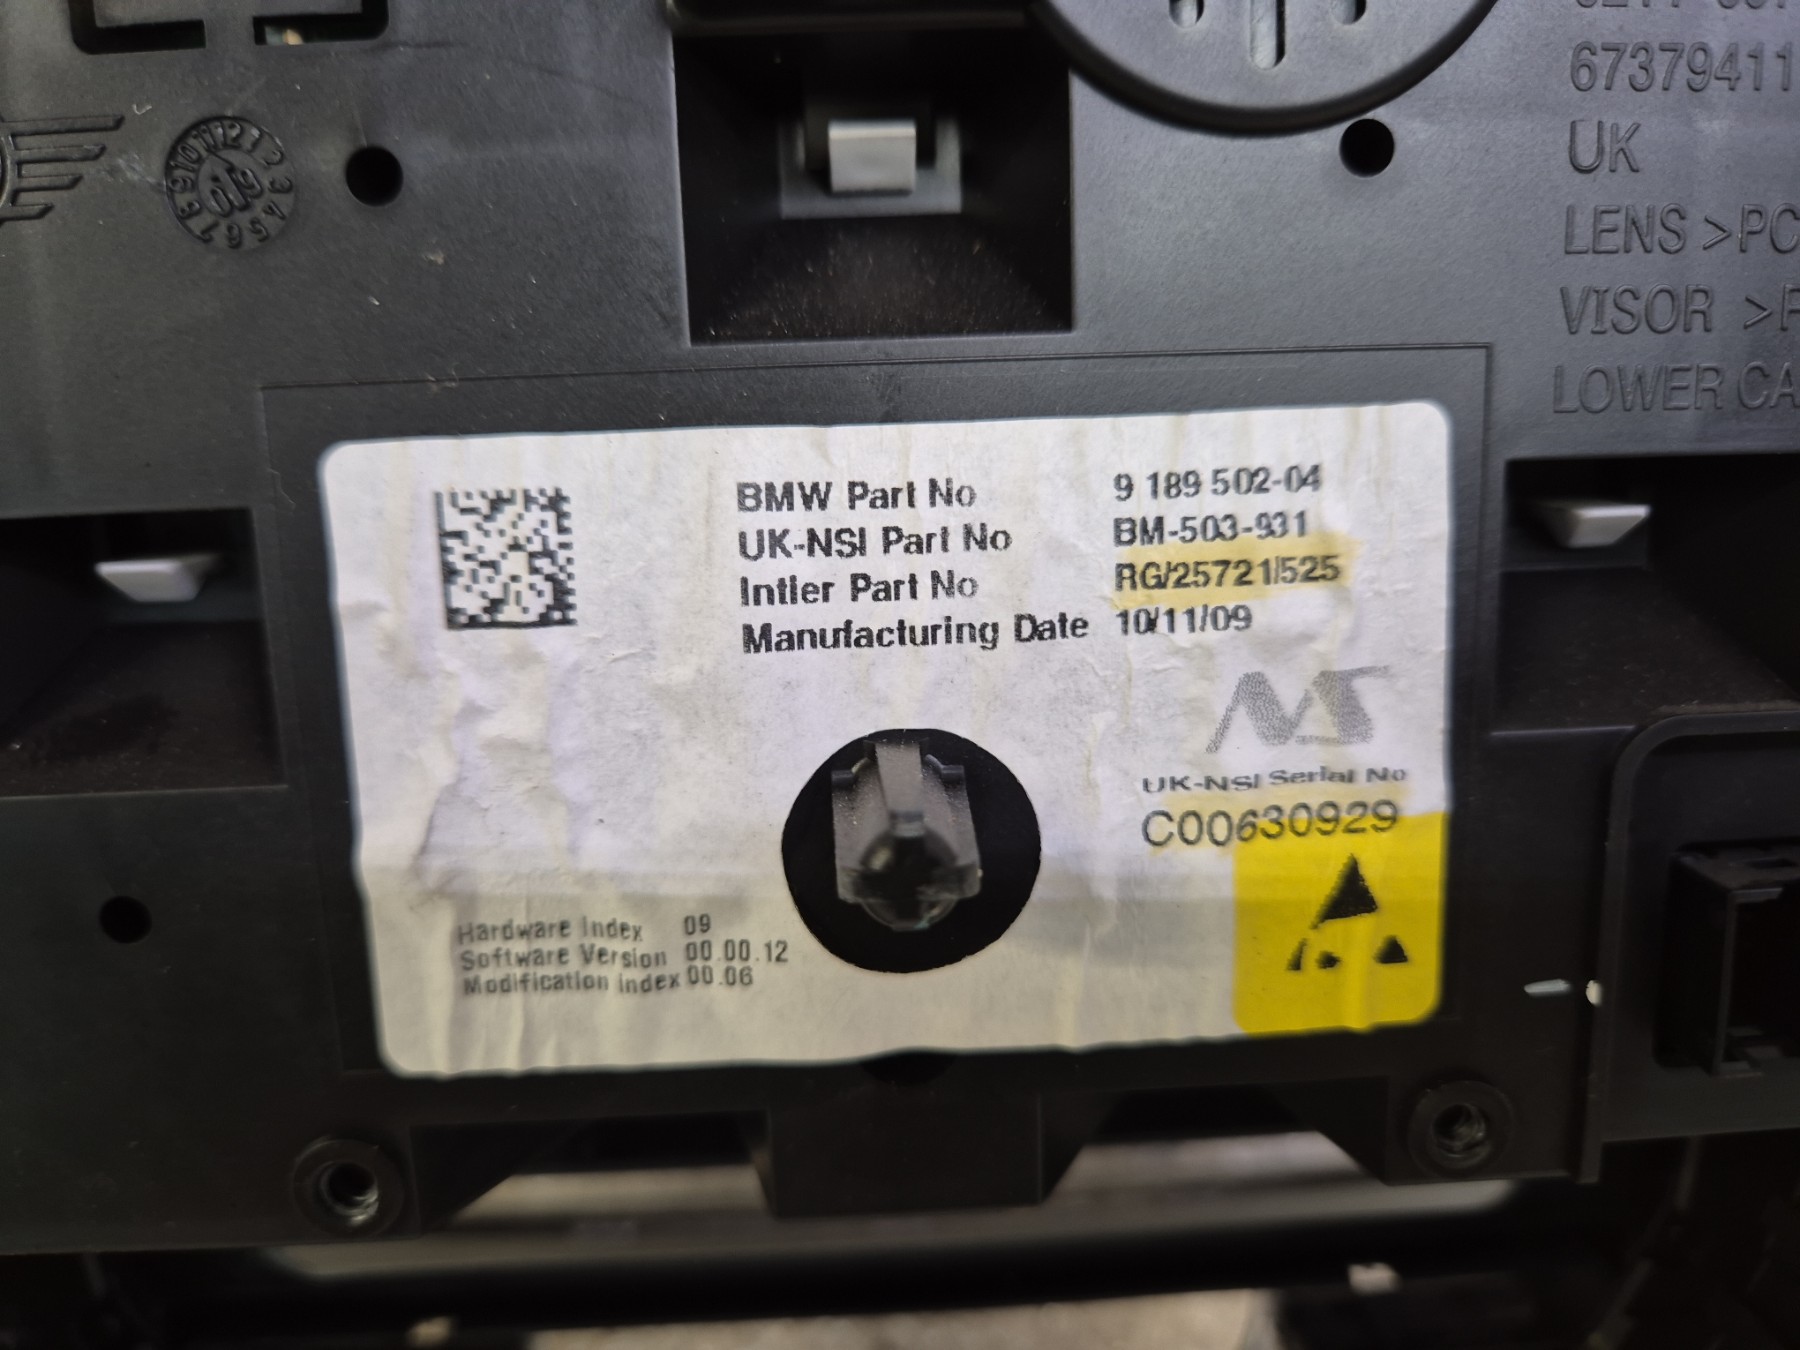 67379411
UK
LENS >PC
VISOR >P
LOWER CA
BMW Part No 9 189 502-04
UK-NSI Part No BM-503-931
Intler Part No RG/25721/525
Manufacturing Date 10/11/09
NS
UK-NSI Serial No
C00630929
Hardware Index 09
Software Version 00.00.12
Modification Index 00.06